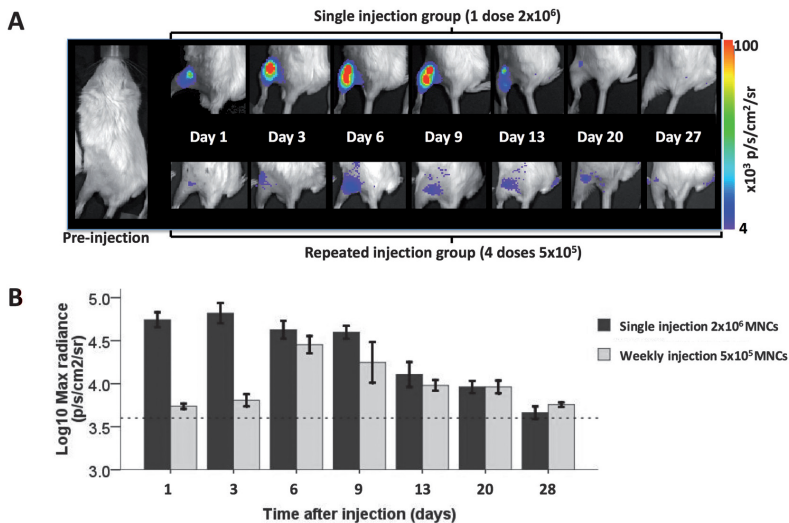 A
Single injection group (1 dose 2x10⁶)
100
Day 1 Day 3 Day 6 Day 9 Day 13 Day 20 Day 27
x10³ p/s/cm²/sr
4
Pre-injection
Repeated injection group (4 doses 5x10⁵)
B
Log10 Max radiance
(p/s/cm2/sr)
5.0
4.5
4.0
3.5
3.0
1 3 6 9 13 20 28
Time after injection (days)
Single injection 2x10⁶ MNCs
Weekly injection 5x10⁵ MNCs